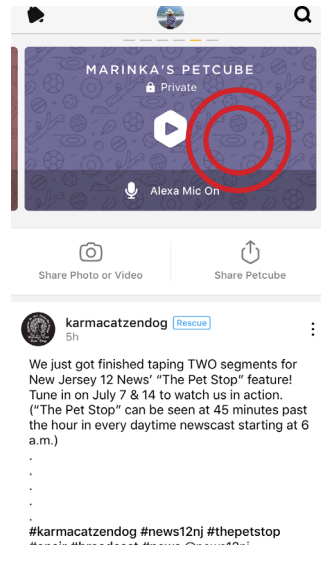 MARINKA'S PETCUBE
Private
Alexa Mic On
Share Photo or Video
Share Petcube
karmacatzendog Rescue
5h
We just got finished taping TWO segments for
New Jersey 12 News' "The Pet Stop" feature!
Tune in on July 7 & 14 to watch us in action.
("The Pet Stop" can be seen at 45 minutes past
the hour in every daytime newscast starting at 6
a.m.)
.
.
.
.
.
#karmacatzendog #news12nj #thepetstop